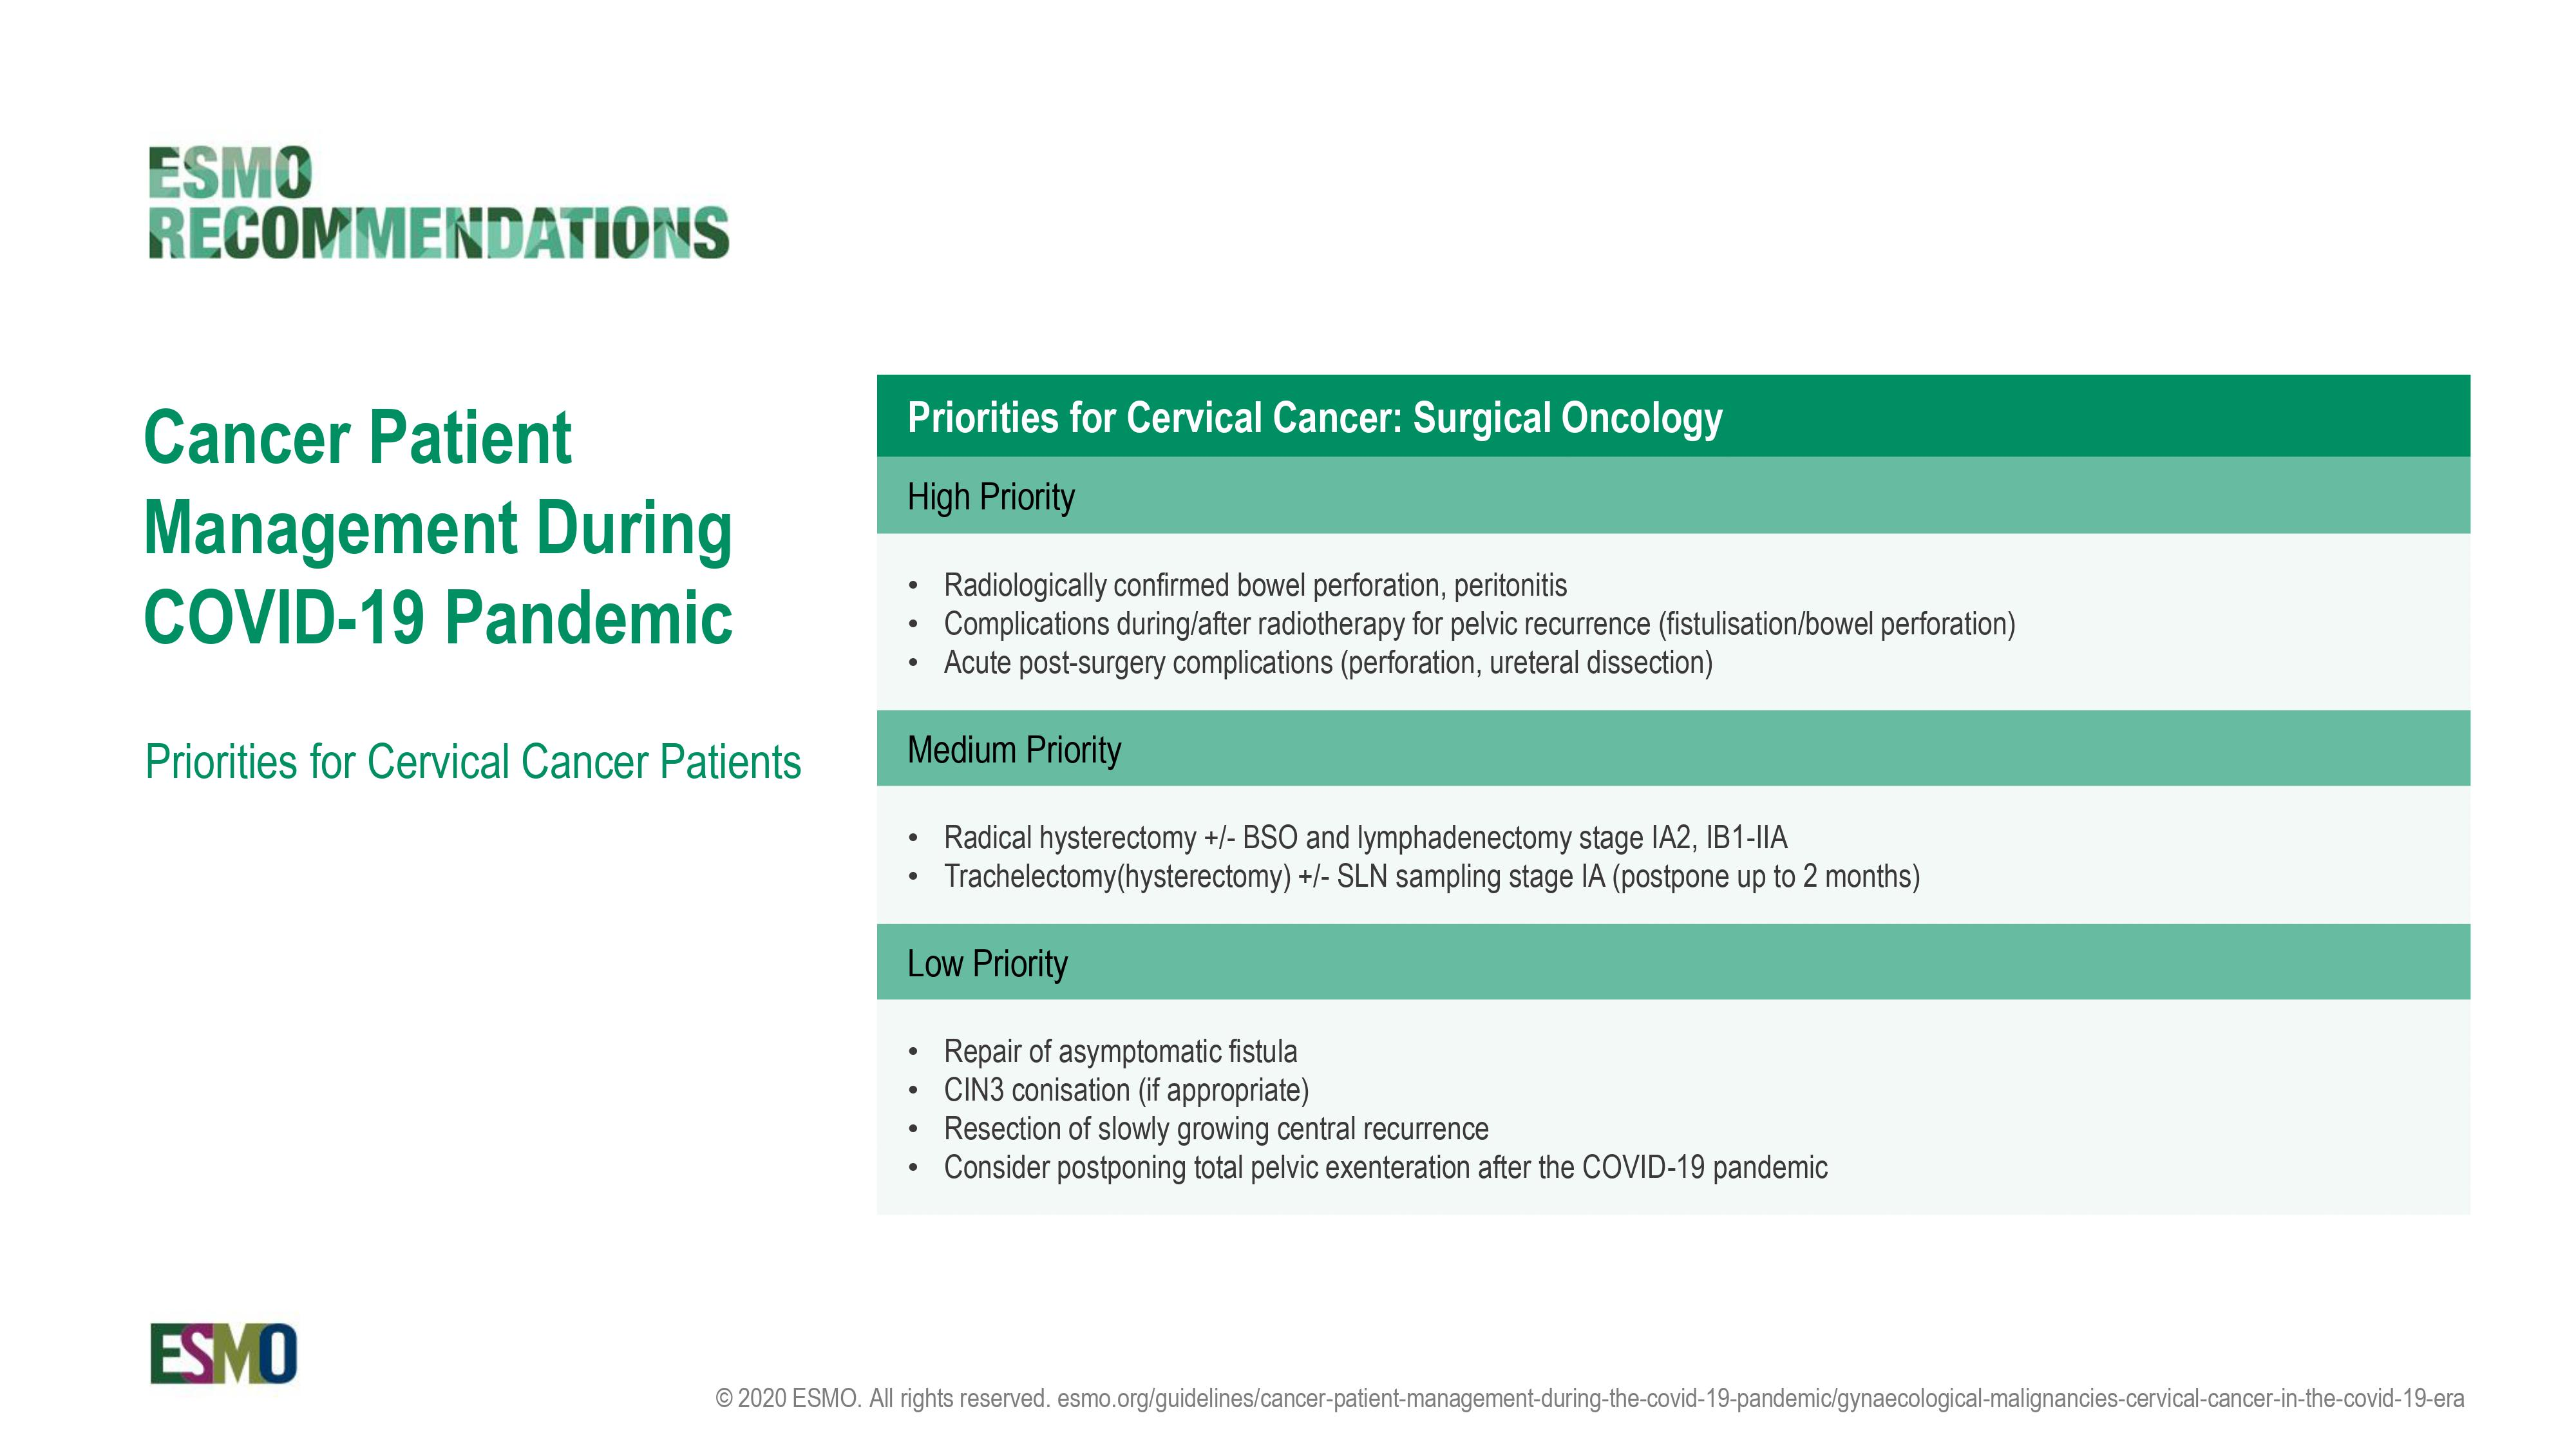 ESMO
RECOMMENDATIONS
Cancer Patient
Management During
COVID-19 Pandemic
Priorities for Cervical Cancer Patients
Priorities for Cervical Cancer: Surgical Oncology
High Priority
• Radiologically confirmed bowel perforation, peritonitis
• Complications during/after radiotherapy for pelvic recurrence (fistulisation/bowel perforation)
• Acute post-surgery complications (perforation, ureteral dissection)
Medium Priority
• Radical hysterectomy +/- BSO and lymphadenectomy stage IA2, IB1-IIA
• Trachelectomy(hysterectomy) +/- SLN sampling stage IA (postpone up to 2 months)
Low Priority
• Repair of asymptomatic fistula
• CIN3 conisation (if appropriate)
• Resection of slowly growing central recurrence
• Consider postponing total pelvic exenteration after the COVID-19 pandemic
ESMO
© 2020 ESMO. All rights reserved. esmo.org/guidelines/cancer-patient-management-during-the-covid-19-pandemic/gynaecological-malignancies-cervical-cancer-in-the-covid-19-era